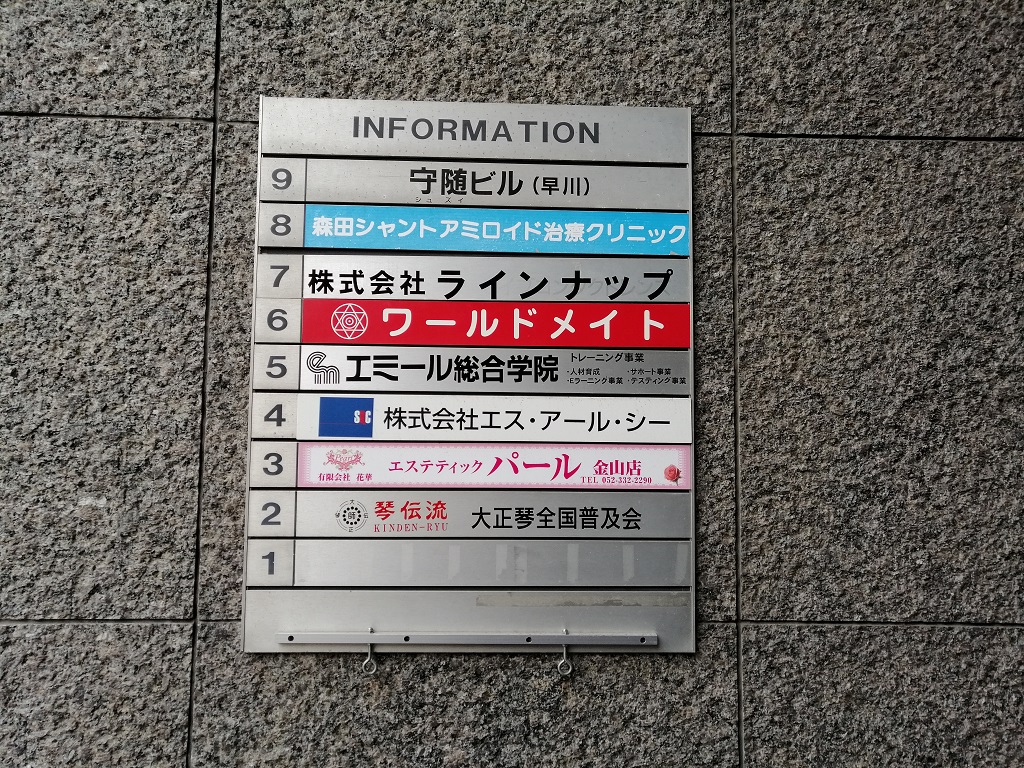 INFORMATION
9 守随ビル(早川)
シュズイ
8 森田シャントアミロイド治療クリニック
7 株式会社 ラインナップ
6 ワールドメイト
5 エミール総合学院 トレーニング事業
・人材育成 ・サポート事業
・Eラーニング事業 ・テスティング事業
4 SRC 株式会社エス・アール・シー
3 Pearl 有限会社 花華 エステティック パール 金山店
TEL 052-332-2290
2 琴伝流 大正琴全国普及会
KINDEN-RYU
1